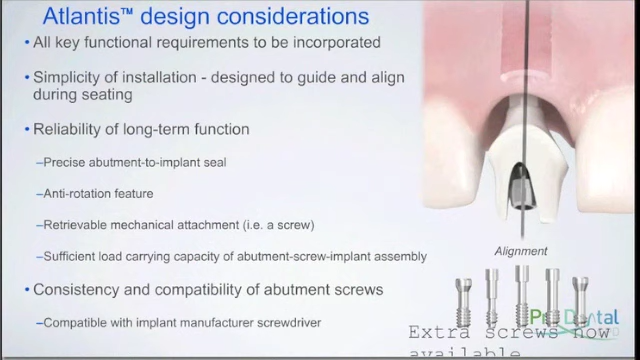 Atlantis™ design considerations
• All key functional requirements to be incorporated
• Simplicity of installation - designed to guide and align
during seating
• Reliability of long-term function
–Precise abutment-to-implant seal
–Anti-rotation feature
–Retrievable mechanical attachment (i.e. a screw)
–Sufficient load carrying capacity of abutment-screw-implant assembly
• Consistency and compatibility of abutment screws
–Compatible with implant manufacturer screwdriver
Alignment
Extra screws now
available